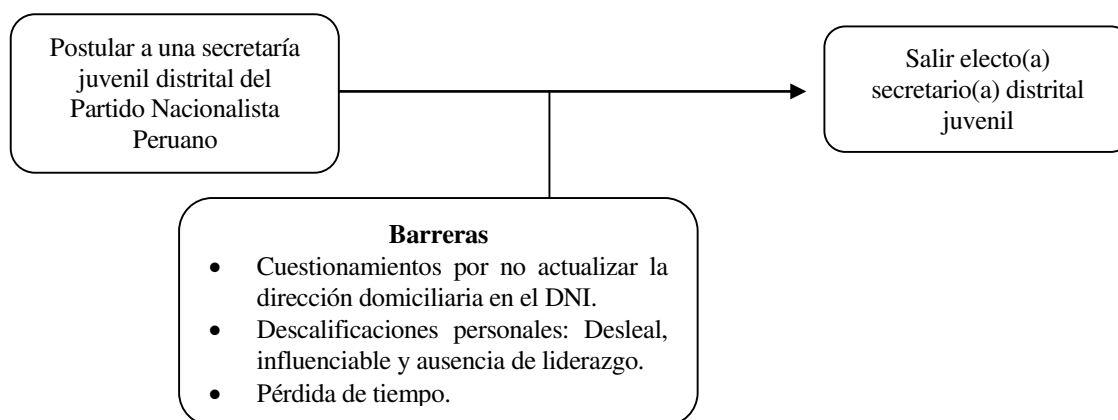 Postular a una secretaría
juvenil distrital del
Partido Nacionalista
Peruano
Salir electo(a)
secretario(a) distrital
juvenil
Barreras
• Cuestionamientos por no actualizar la
dirección domiciliaria en el DNI.
• Descalificaciones personales: Desleal,
influenciable y ausencia de liderazgo.
• Pérdida de tiempo.